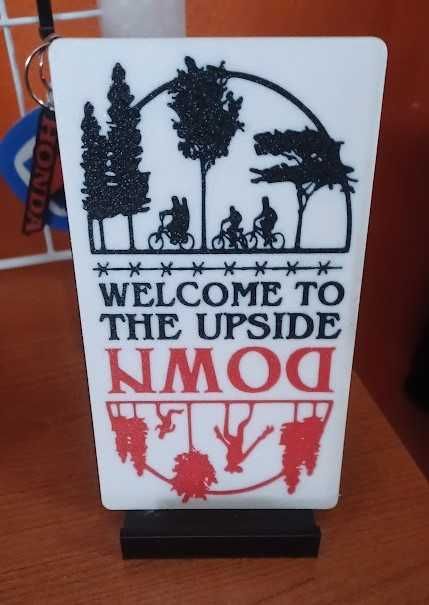 WELCOME TO
THE UPSIDE
DOWN
HONDA